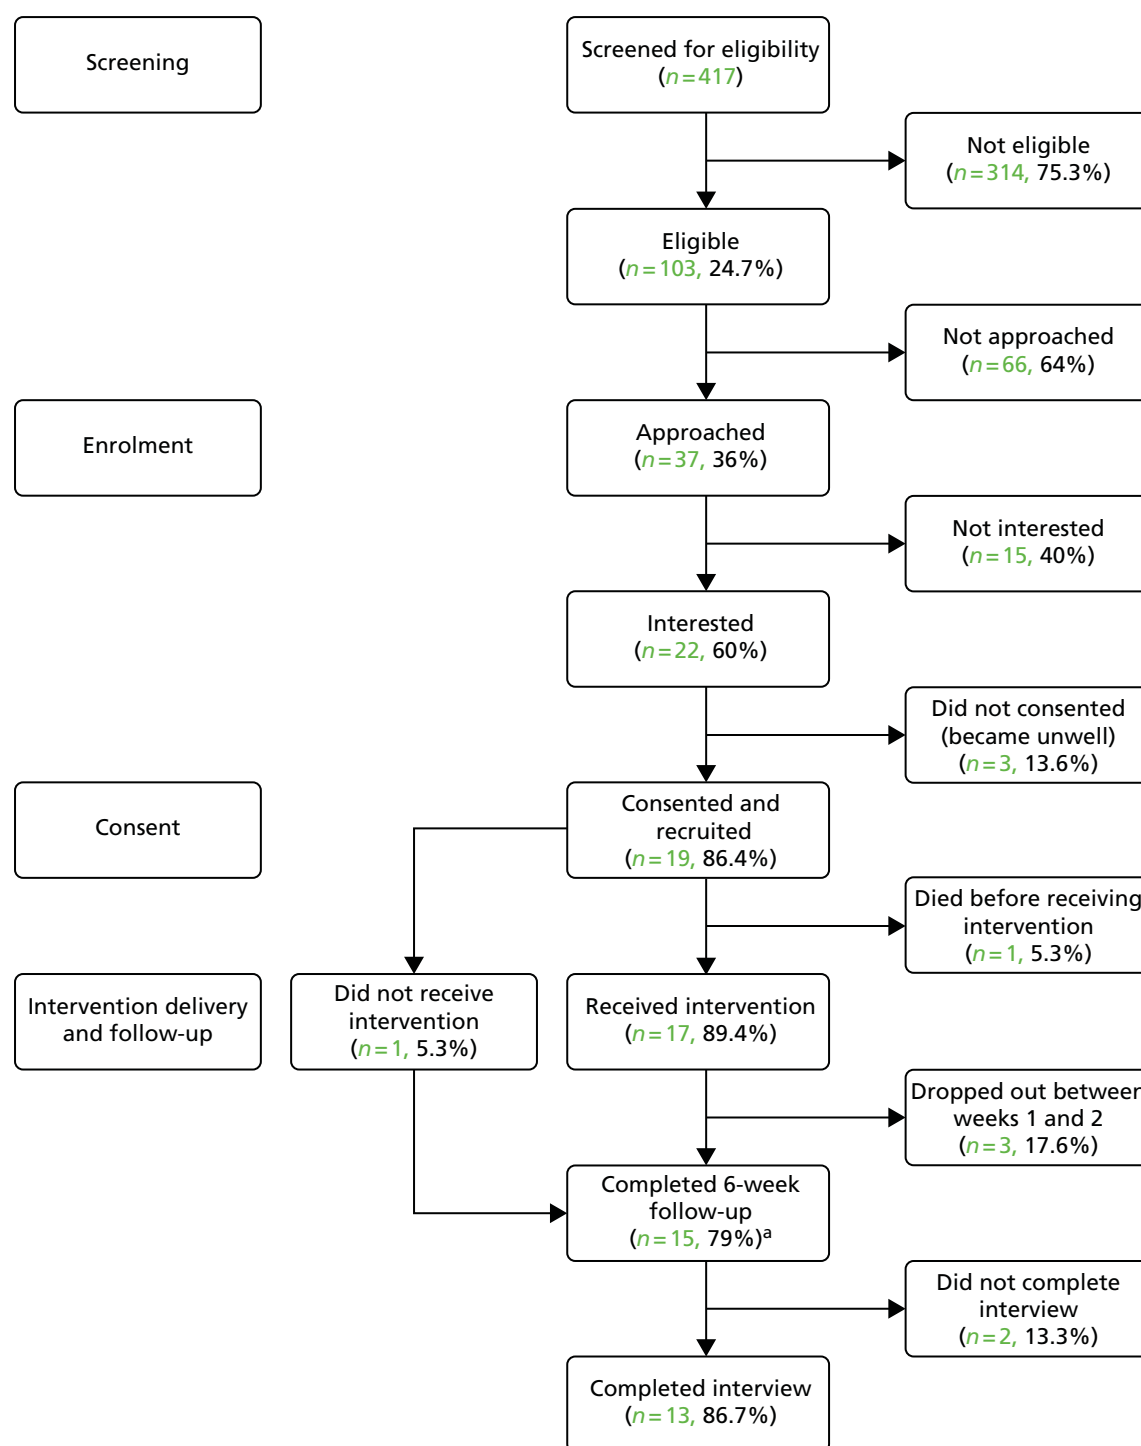 Screening
Screened for eligibility
(n=417)
Not eligible
(n=314, 75.3%)
Eligible
(n=103, 24.7%)
Not approached
(n=66, 64%)
Enrolment
Approached
(n=37, 36%)
Not interested
(n=15, 40%)
Interested
(n=22, 60%)
Did not consented
(became unwell)
(n=3, 13.6%)
Consent
Consented and
recruited
(n=19, 86.4%)
Died before receiving
intervention
(n=1, 5.3%)
Intervention delivery
and follow-up
Did not receive
intervention
(n=1, 5.3%)
Received intervention
(n=17, 89.4%)
Dropped out between
weeks 1 and 2
(n=3, 17.6%)
Completed 6-week
follow-up
(n=15, 79%)a
Did not complete
interview
(n=2, 13.3%)
Completed interview
(n=13, 86.7%)